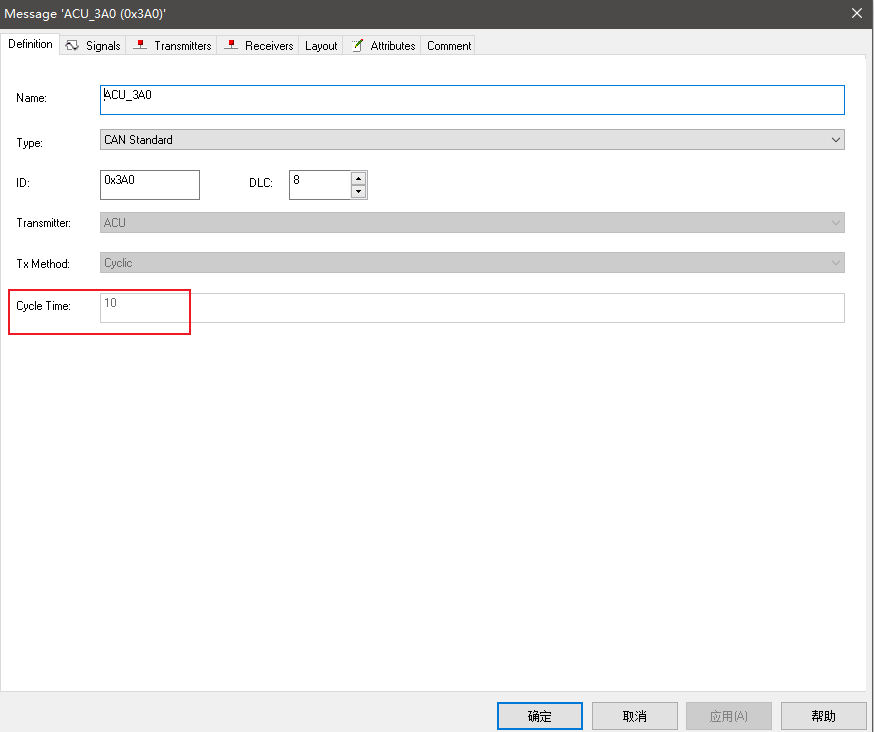 Message 'ACU_3A0 (0x3A0)'
Definition Signals Transmitters Receivers Layout Attributes Comment
Name: ACU_3A0
Type: CAN Standard
ID: 0x3A0 DLC: 8
Transmitter: ACU
Tx Method: Cyclic
Cycle Time: 10
确定 取消 应用(A) 帮助